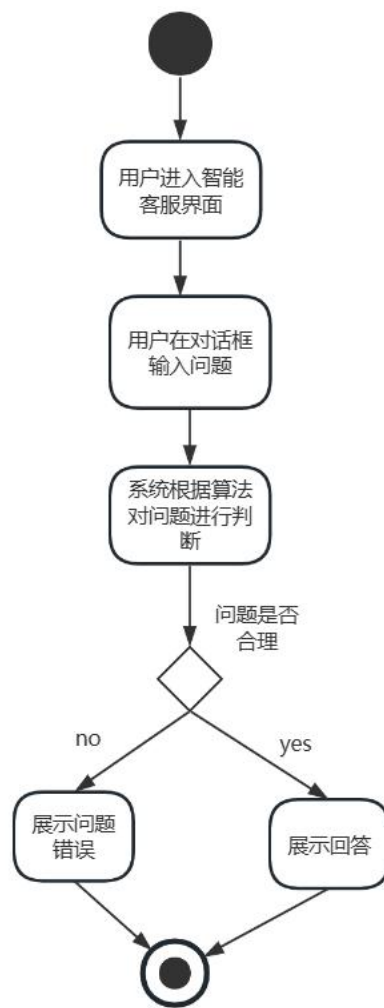 用户进入智能
客服界面
用户在对话框
输入问题
系统根据算法
对问题进行判
断
问题是否
合理
no
yes
展示问题
错误
展示回答